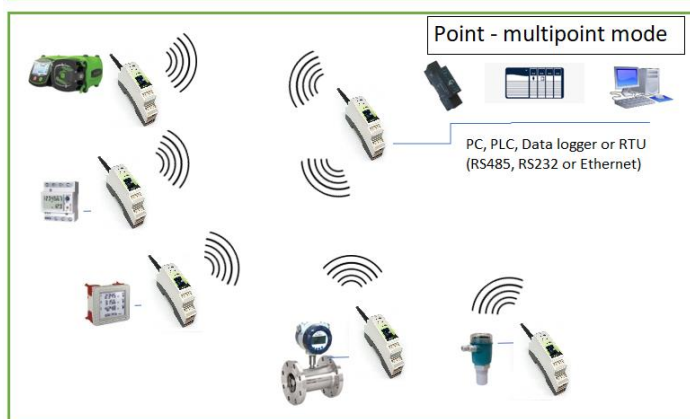 Point - multipoint mode
PC, PLC, Data logger or RTU
(RS485, RS232 or Ethernet)